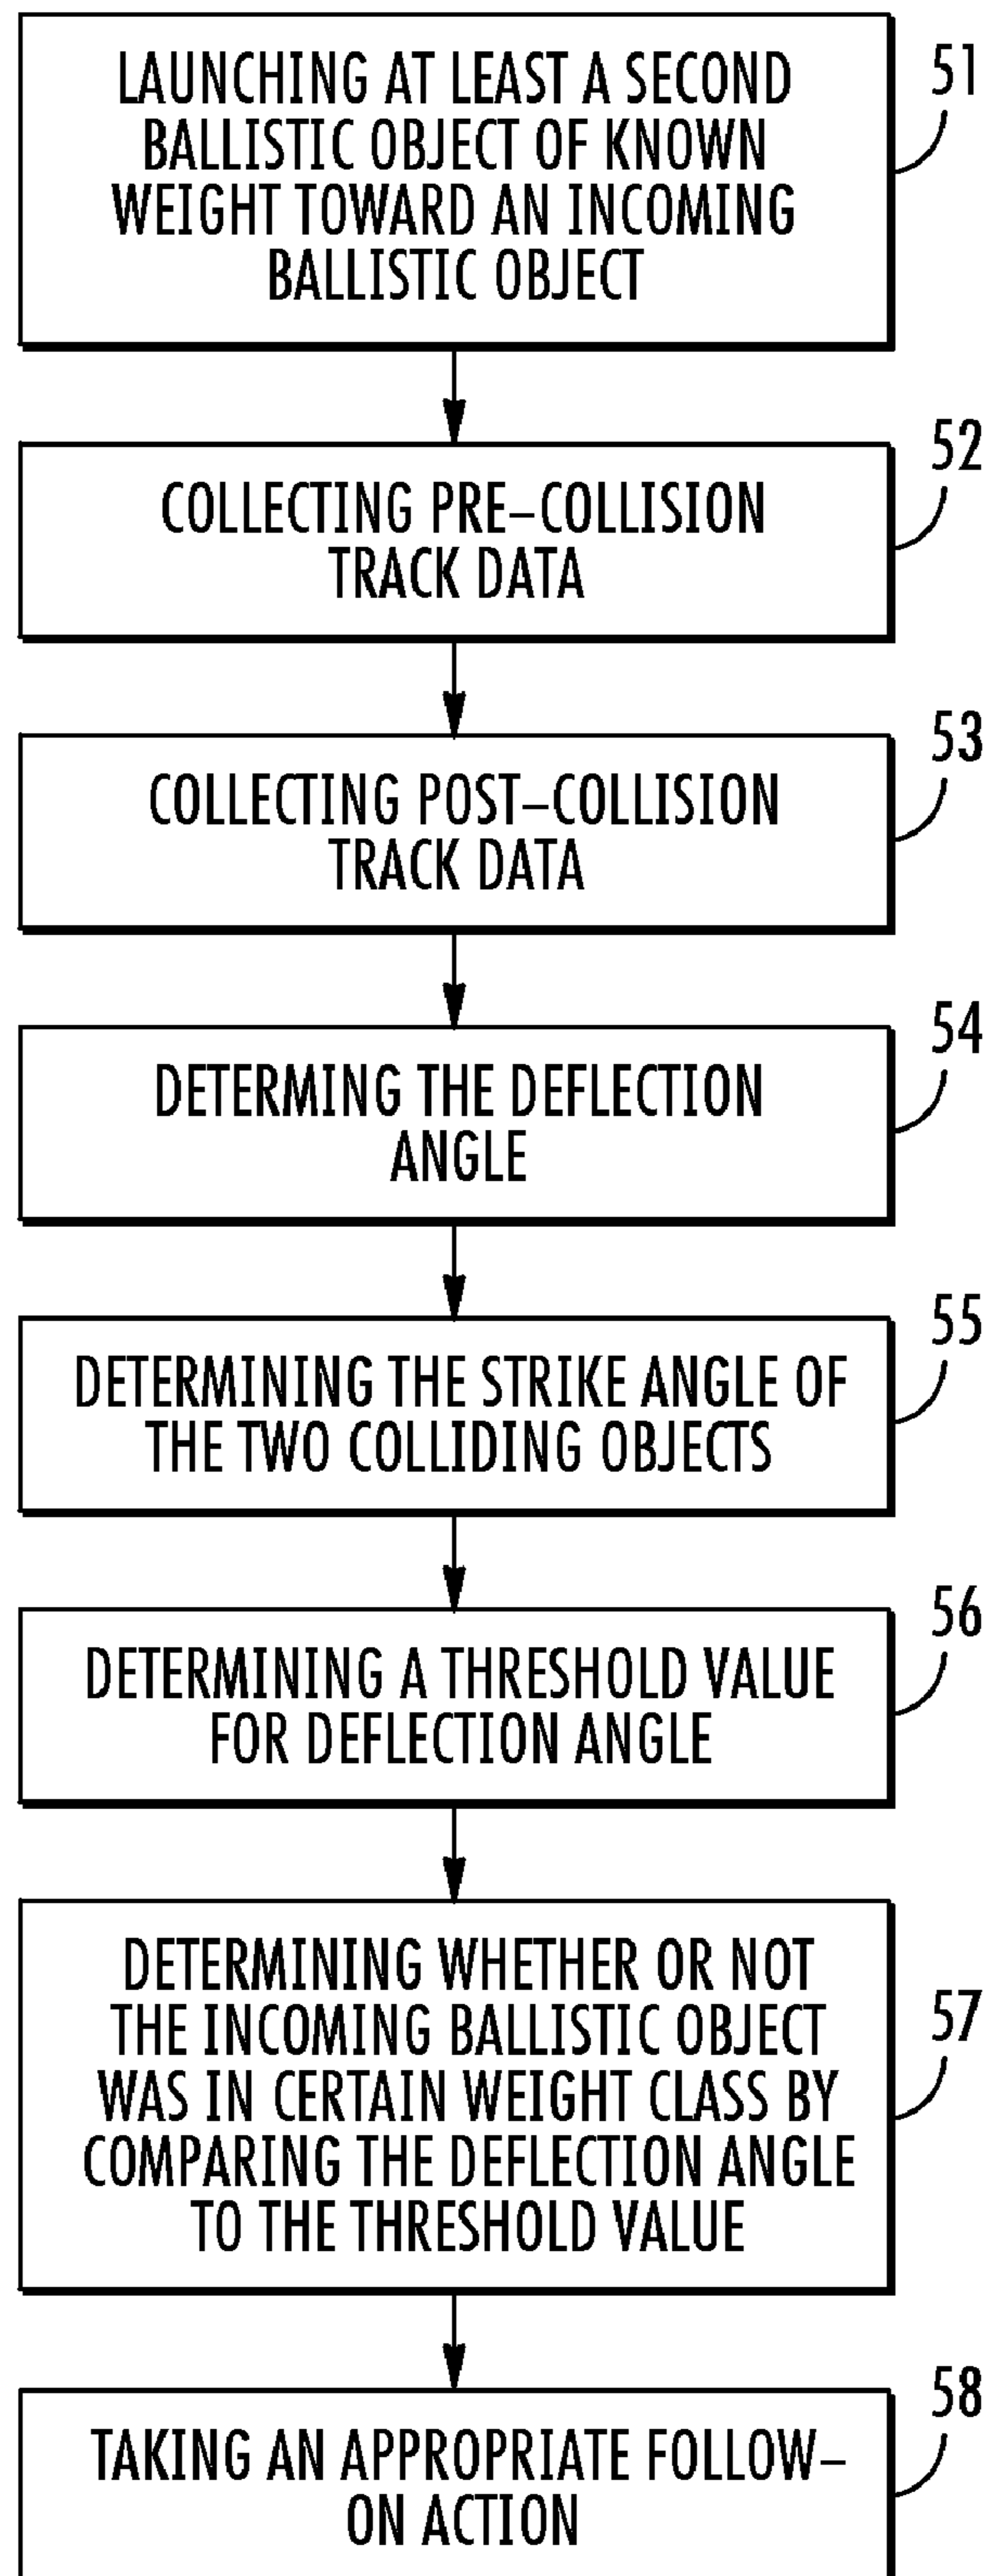 LAUNCHING AT LEAST A SECOND
BALLISTIC OBJECT OF KNOWN
WEIGHT TOWARD AN INCOMING
BALLISTIC OBJECT
51
COLLECTING PRE–COLLISION
TRACK DATA
52
COLLECTING POST–COLLISION
TRACK DATA
53
DETERMING THE DEFLECTION
ANGLE
54
DETERMINING THE STRIKE ANGLE OF
THE TWO COLLIDING OBJECTS
55
DETERMINING A THRESHOLD VALUE
FOR DEFLECTION ANGLE
56
DETERMINING WHETHER OR NOT
THE INCOMING BALLISTIC OBJECT
WAS IN CERTAIN WEIGHT CLASS BY
COMPARING THE DEFLECTION ANGLE
TO THE THRESHOLD VALUE
57
TAKING AN APPROPRIATE FOLLOW–
ON ACTION
58